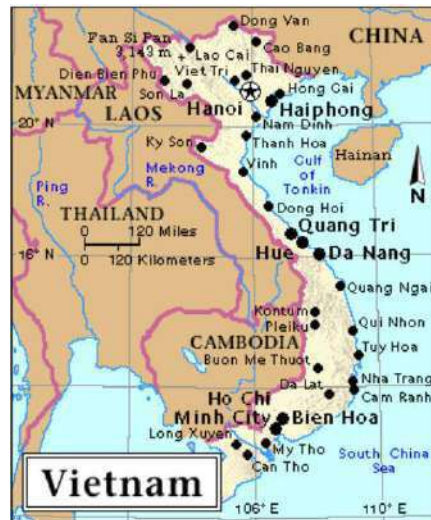 Dong Van
Fan Si Pan
3,143 m
+
Lao Cai
Cao Bang
CHINA
Dien Bien Phu
Viet Tri
Thai Nguyen
MYANMAR
Son La
Hong Gai
Hanoi
Haiphong
LAOS
20° N
Nam Dinh
Ky Son
Thanh Hoa
Hainan
Mekong
R.
Vinh
Gulf
of
Tonkin
Ping
R.
N
THAILAND
Dong Hoi
0 120 Miles
0 120 Kilometers
Quang Tri
16° N
Hue
Da Nang
Quang Ngai
Kontum
Pleiku
Qui Nhon
CAMBODIA
Tuy Hoa
Buon Me Thuot
Da Lat
Nha Trang
Cam Ranh
Ho Chi
Minh City
Bien Hoa
Long Xuyen
My Tho
South China
Sea
Can Tho
Vietnam
106° E
110° E